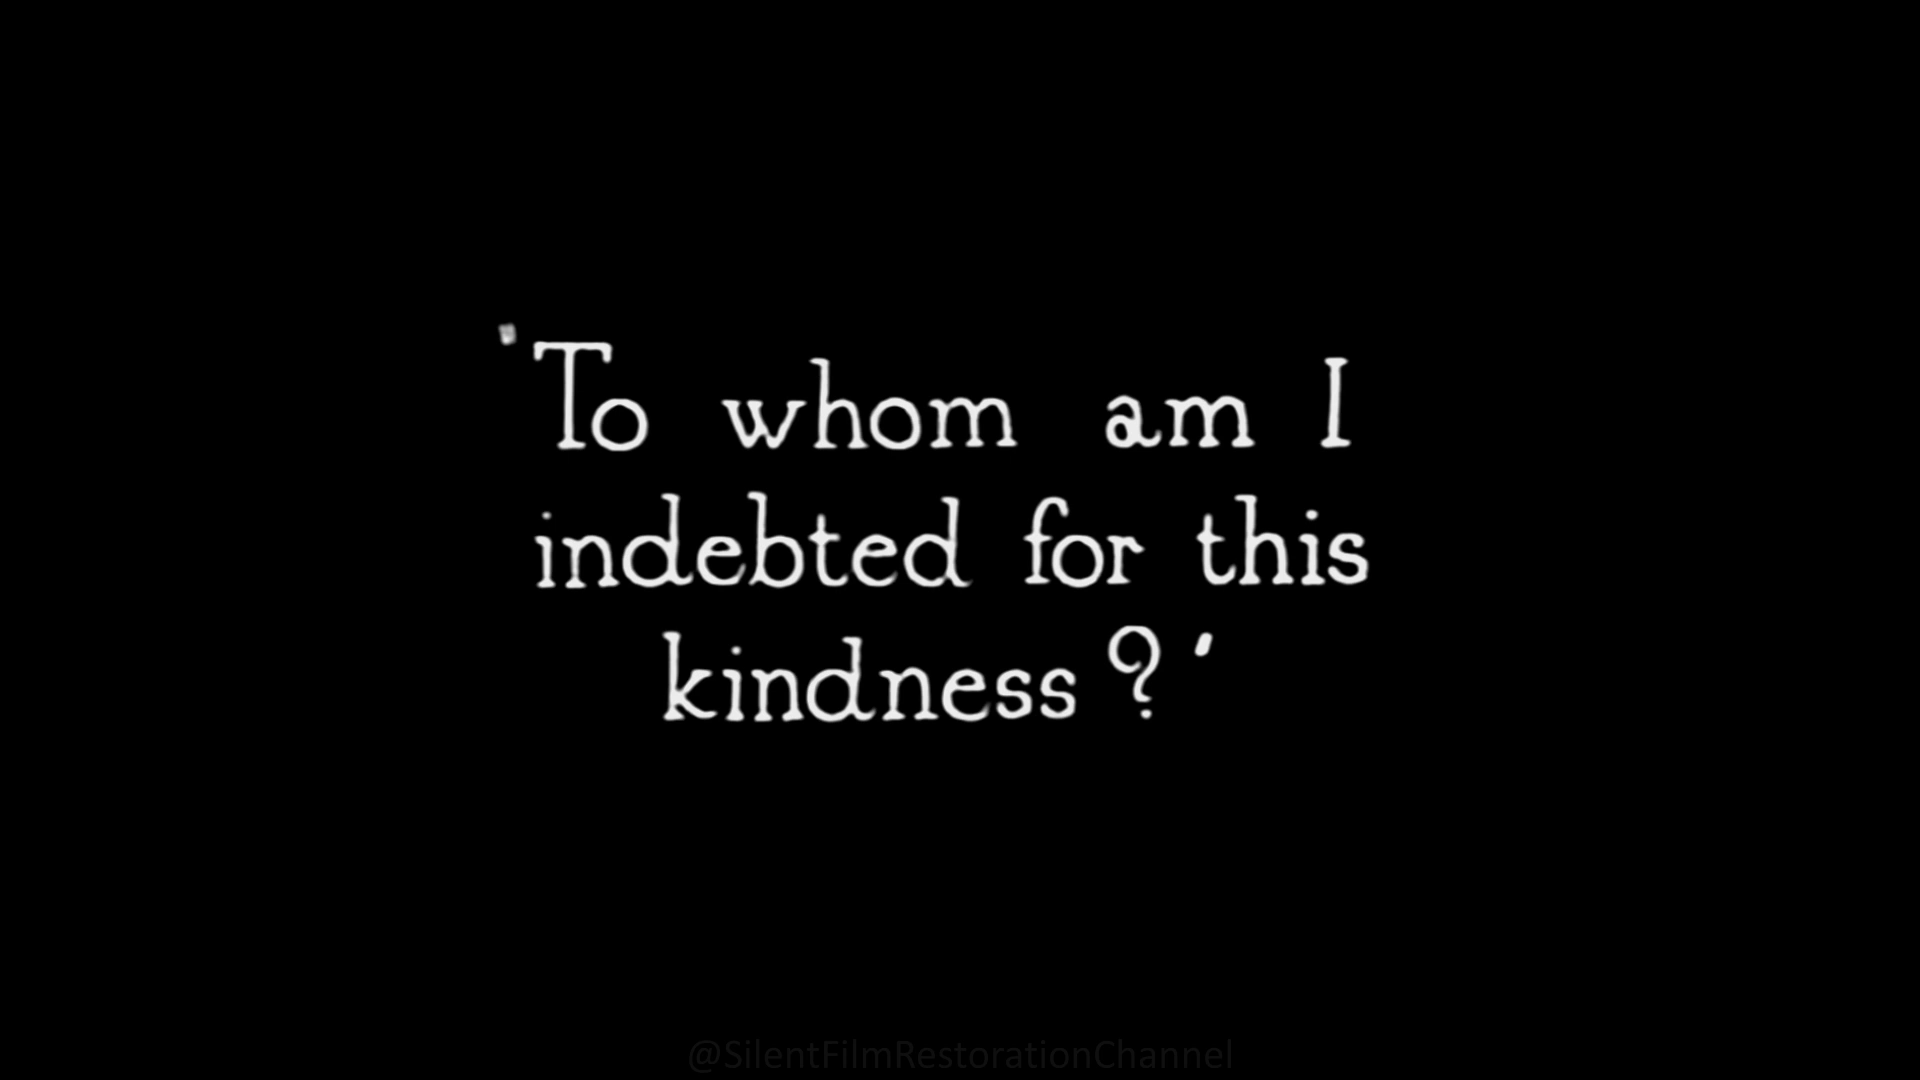 'To whom am I
indebted for this
kindness?'
@SilentFilmRestorationChannel